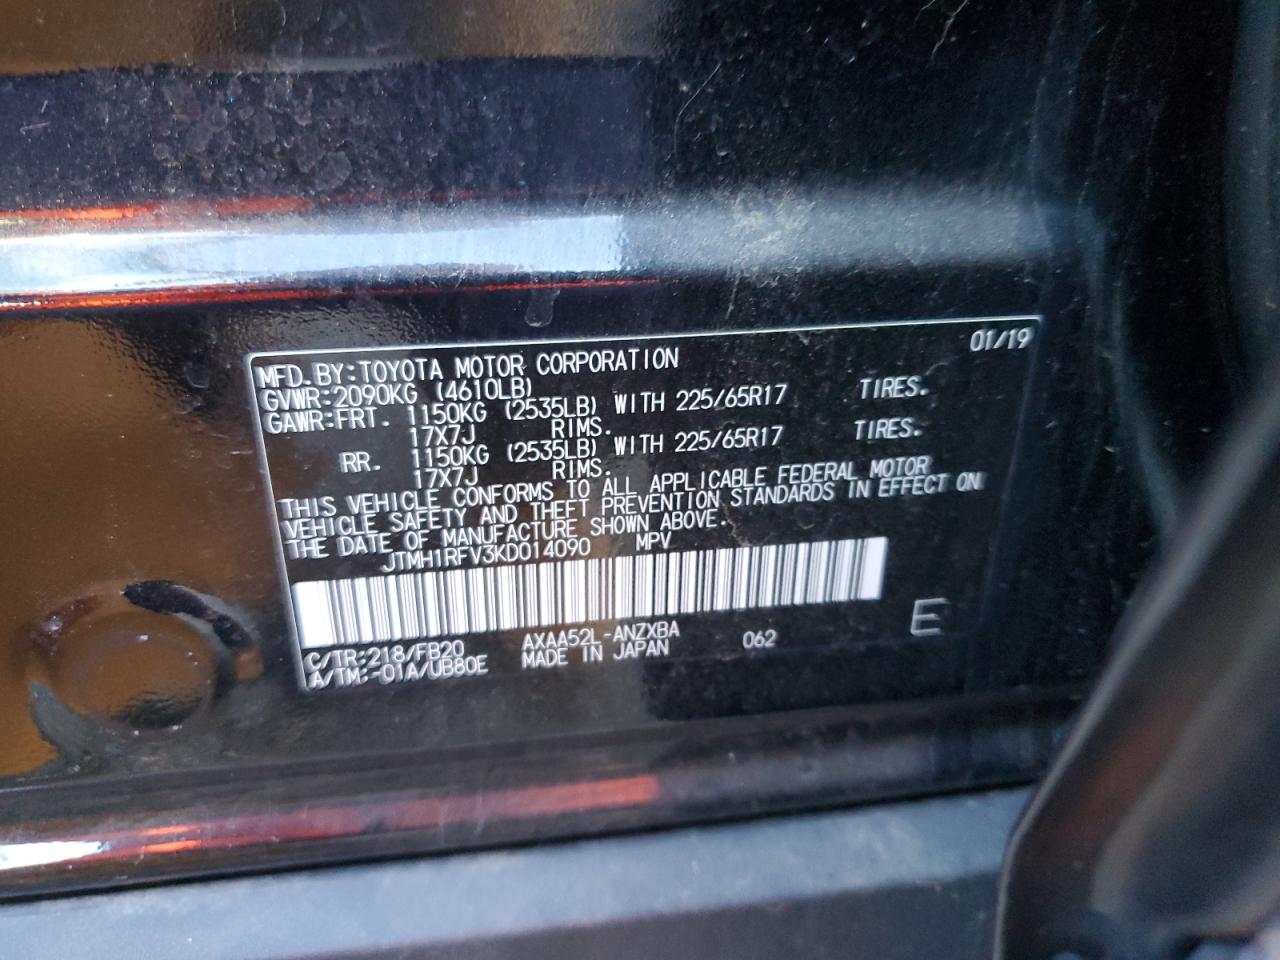 01/19
MFD.BY:TOYOTA MOTOR CORPORATION
GVWR:2090KG (4610LB)
GAWR:FRT. 1150KG (2535LB) WITH 225/65R17 TIRES.
17X7J RIMS.
RR. 1150KG (2535LB) WITH 225/65R17 TIRES.
17X7J RIMS.
THIS VEHICLE CONFORMS TO ALL APPLICABLE FEDERAL MOTOR
VEHICLE SAFETY AND THEFT PREVENTION STANDARDS IN EFFECT ON
THE DATE OF MANUFACTURE SHOWN ABOVE.
JTMH1RFV3KD014090 MPV
C/TR:218/FB20 AXAA52L-ANZXBA 062 E
A/TM:-01A/UB80E MADE IN JAPAN